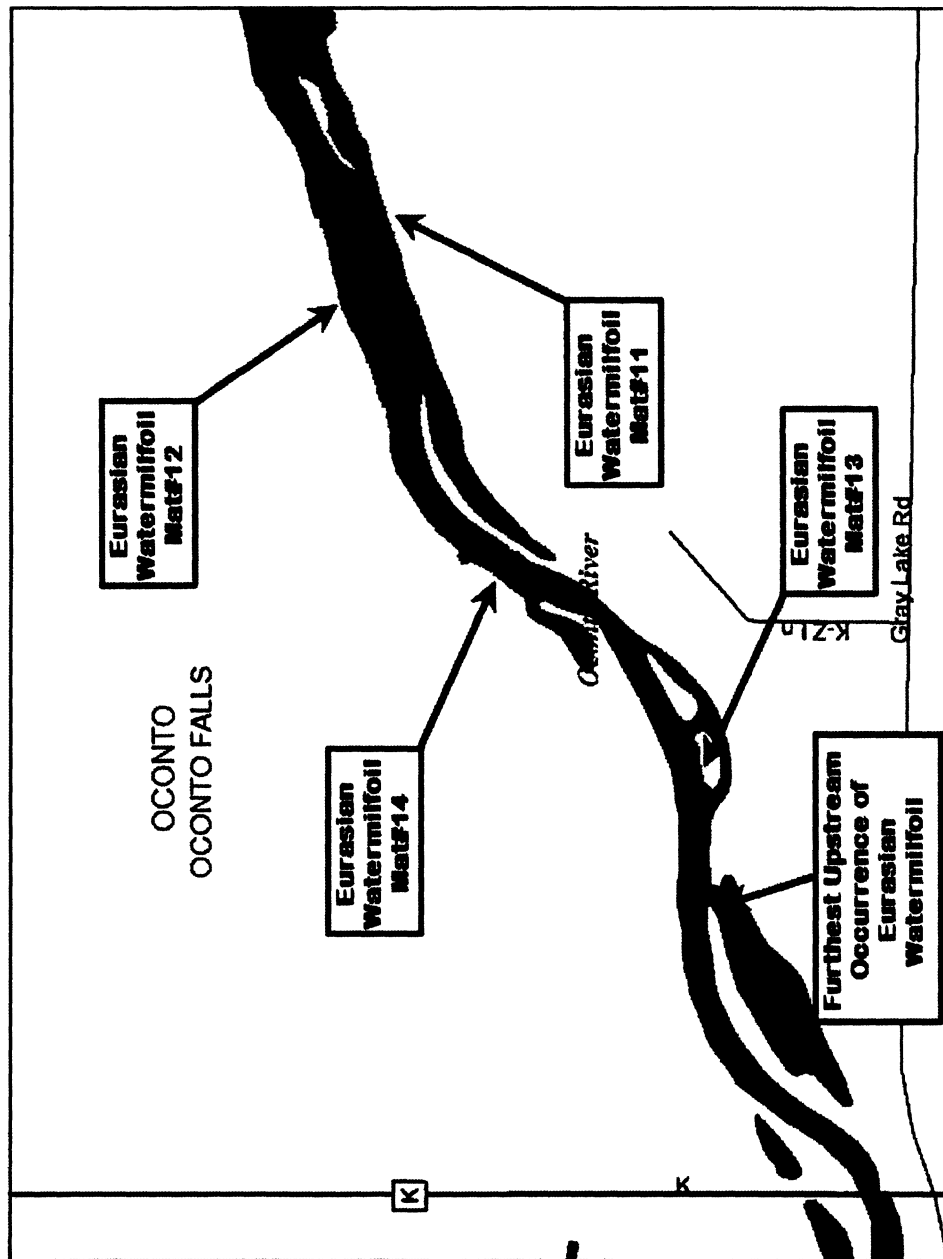 OCONTO
OCONTO FALLS
Eurasian
Watermilfoil
Mat#12
Eurasian
Watermilfoil
Mat#11
Eurasian
Watermilfoil
Mat#14
Eurasian
Watermilfoil
Mat#13
Furthest Upstream
Occurrence of
Eurasian
Watermilfoil
River
K-Z Ln
Gray Lake Rd
K
K